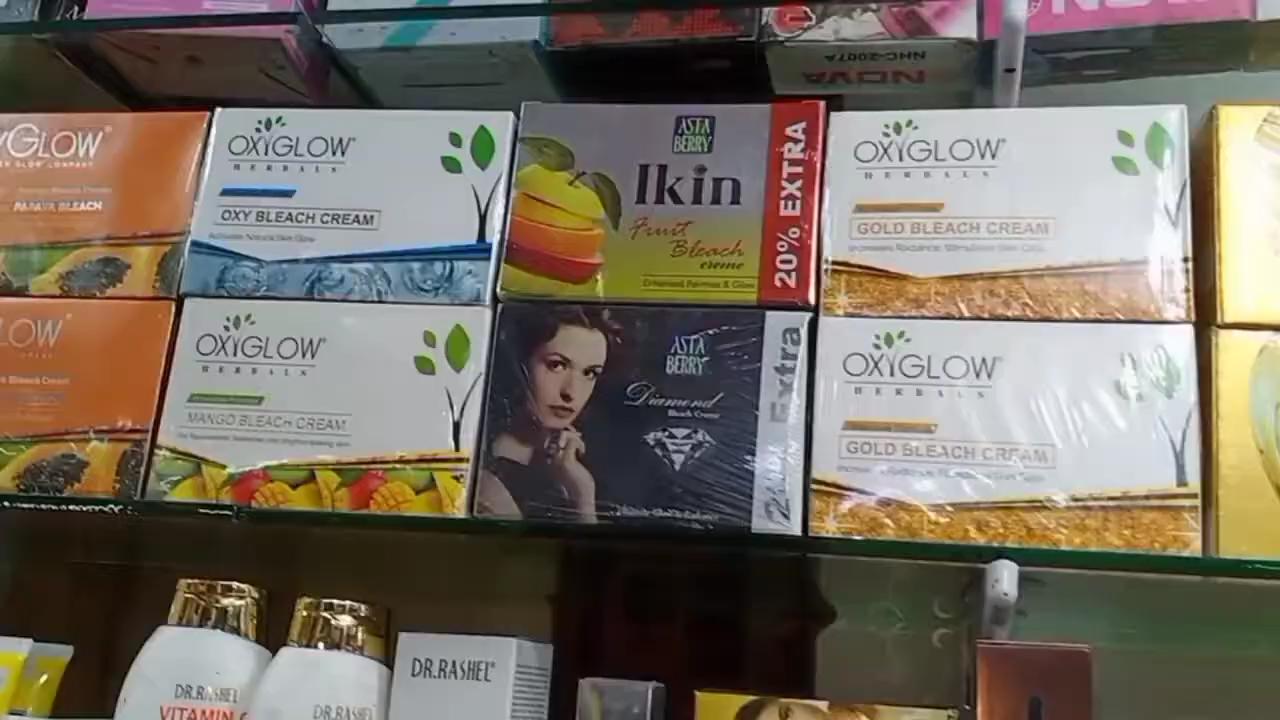 NOVA
NHC-2007A
OXYGLOW
PAPAYA BLEACH
OXYGLOW
HERBALS
OXY BLEACH CREAM
ASTA
BERRY
Ikin
Fruit
Bleach
creme
20% EXTRA
OXYGLOW
HERBALS
GOLD BLEACH CREAM
LOW
OXYGLOW
HERBALS
MANGO BLEACH CREAM
ASTA
BERRY
Diamond
Bleach Creme
Extra
OXYGLOW
HERBALS
GOLD BLEACH CREAM
DR.RASHEL
VITAMIN C
DR.RASHEL
DR.RASHEL